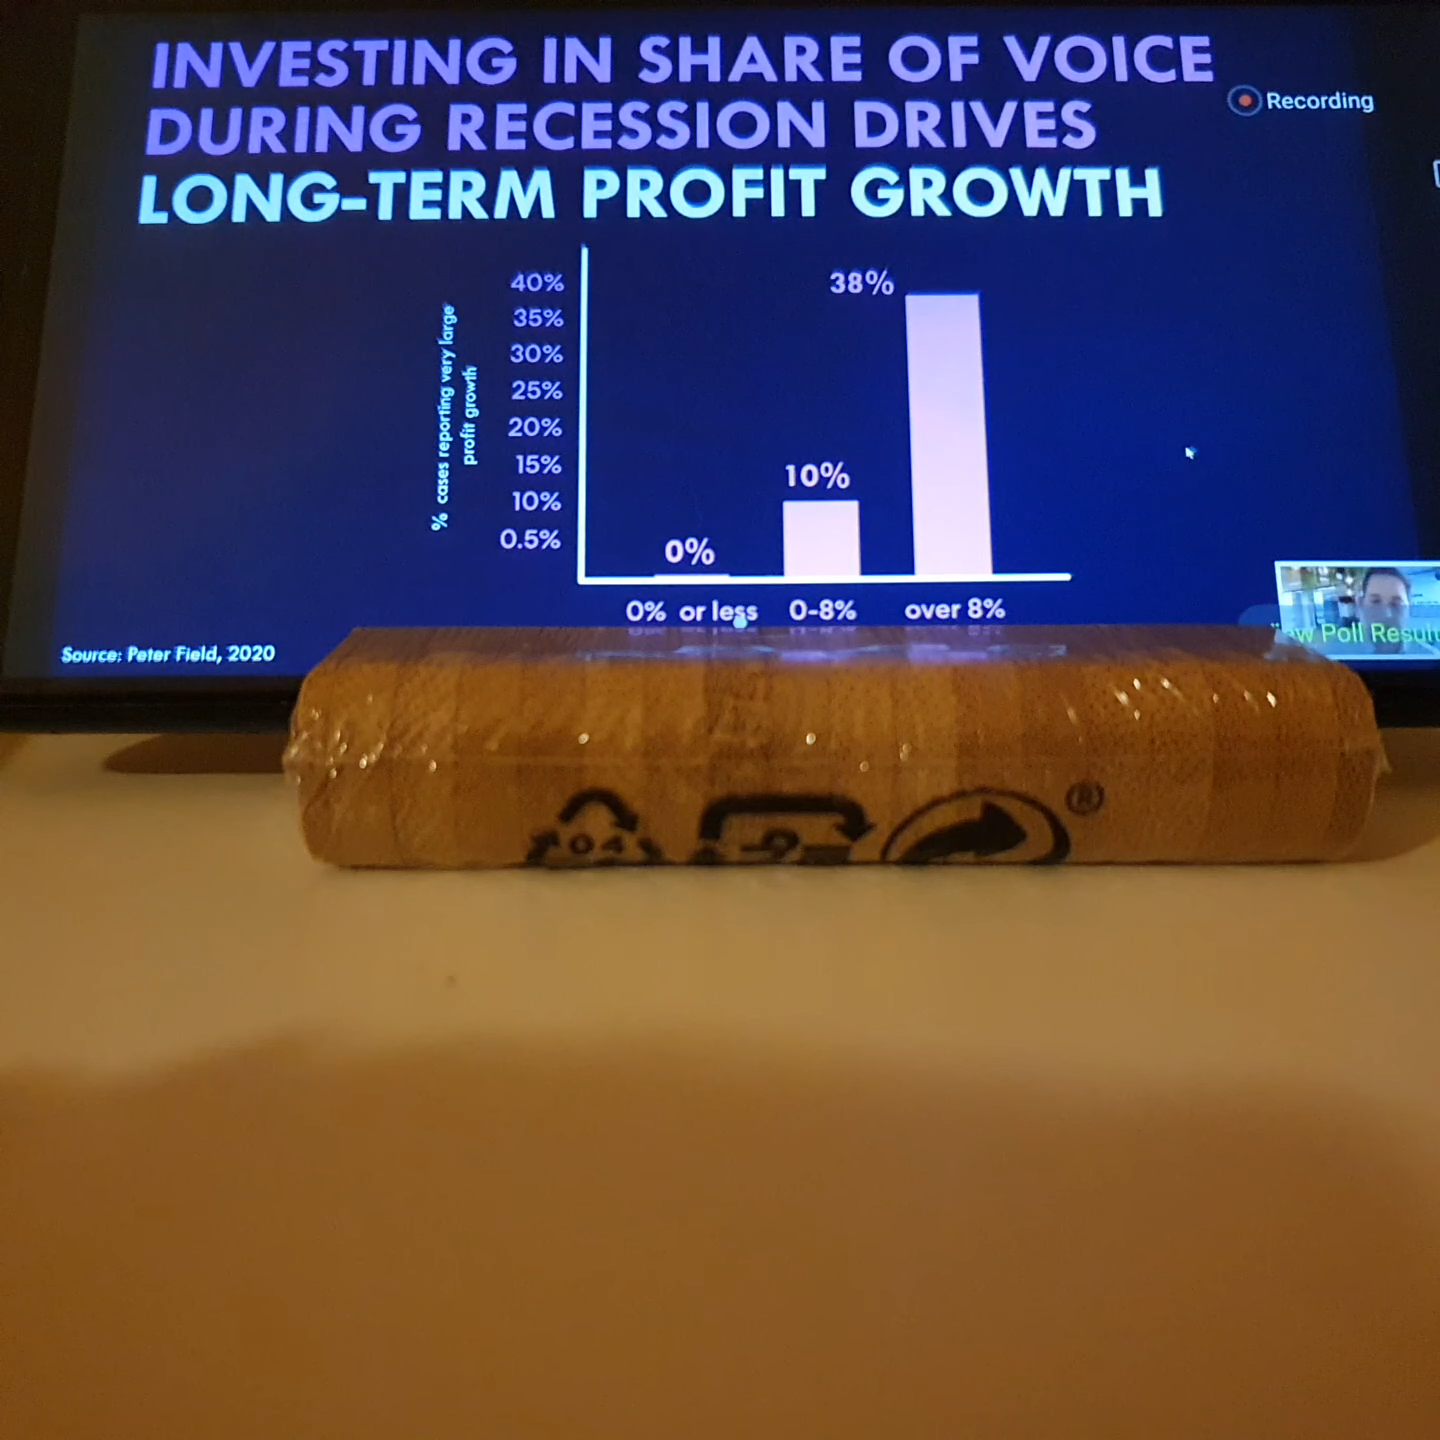 INVESTING IN SHARE OF VOICE
DURING RECESSION DRIVES
LONG-TERM PROFIT GROWTH
Recording
% cases reporting very large
profit growth
40%
35%
30%
25%
20%
15%
10%
0.5%
0%
10%
38%
0% or less
0-8%
over 8%
Source: Peter Field, 2020
Poll Result
04
®